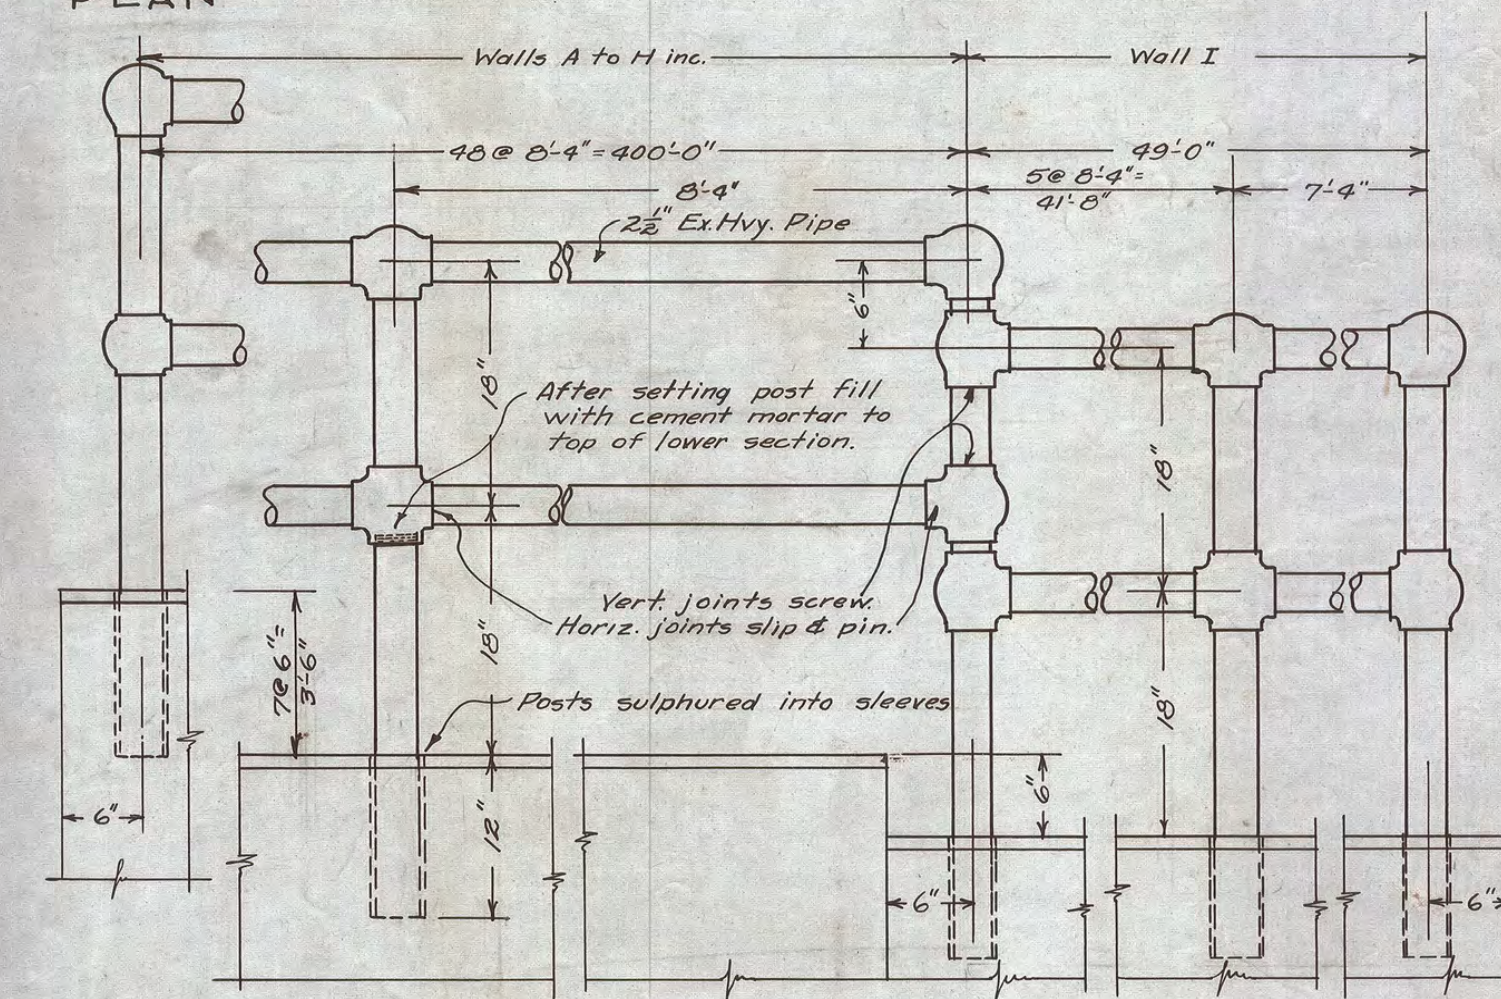 PLAN
Walls A to H inc.
Wall I
48 @ 8'-4" = 400'-0"
49'-0"
8'-4"
5 @ 8'-4" =
41'-8"
7'-4"
2½" Ex. Hvy. Pipe
6"
18"
After setting post fill
with cement mortar to
top of lower section.
18"
Vert. joints screw.
Horiz. joints slip & pin.
7 @ 6" =
3'-6"
18"
18"
Posts sulphured into sleeves
6"
12"
6"
6"
6"